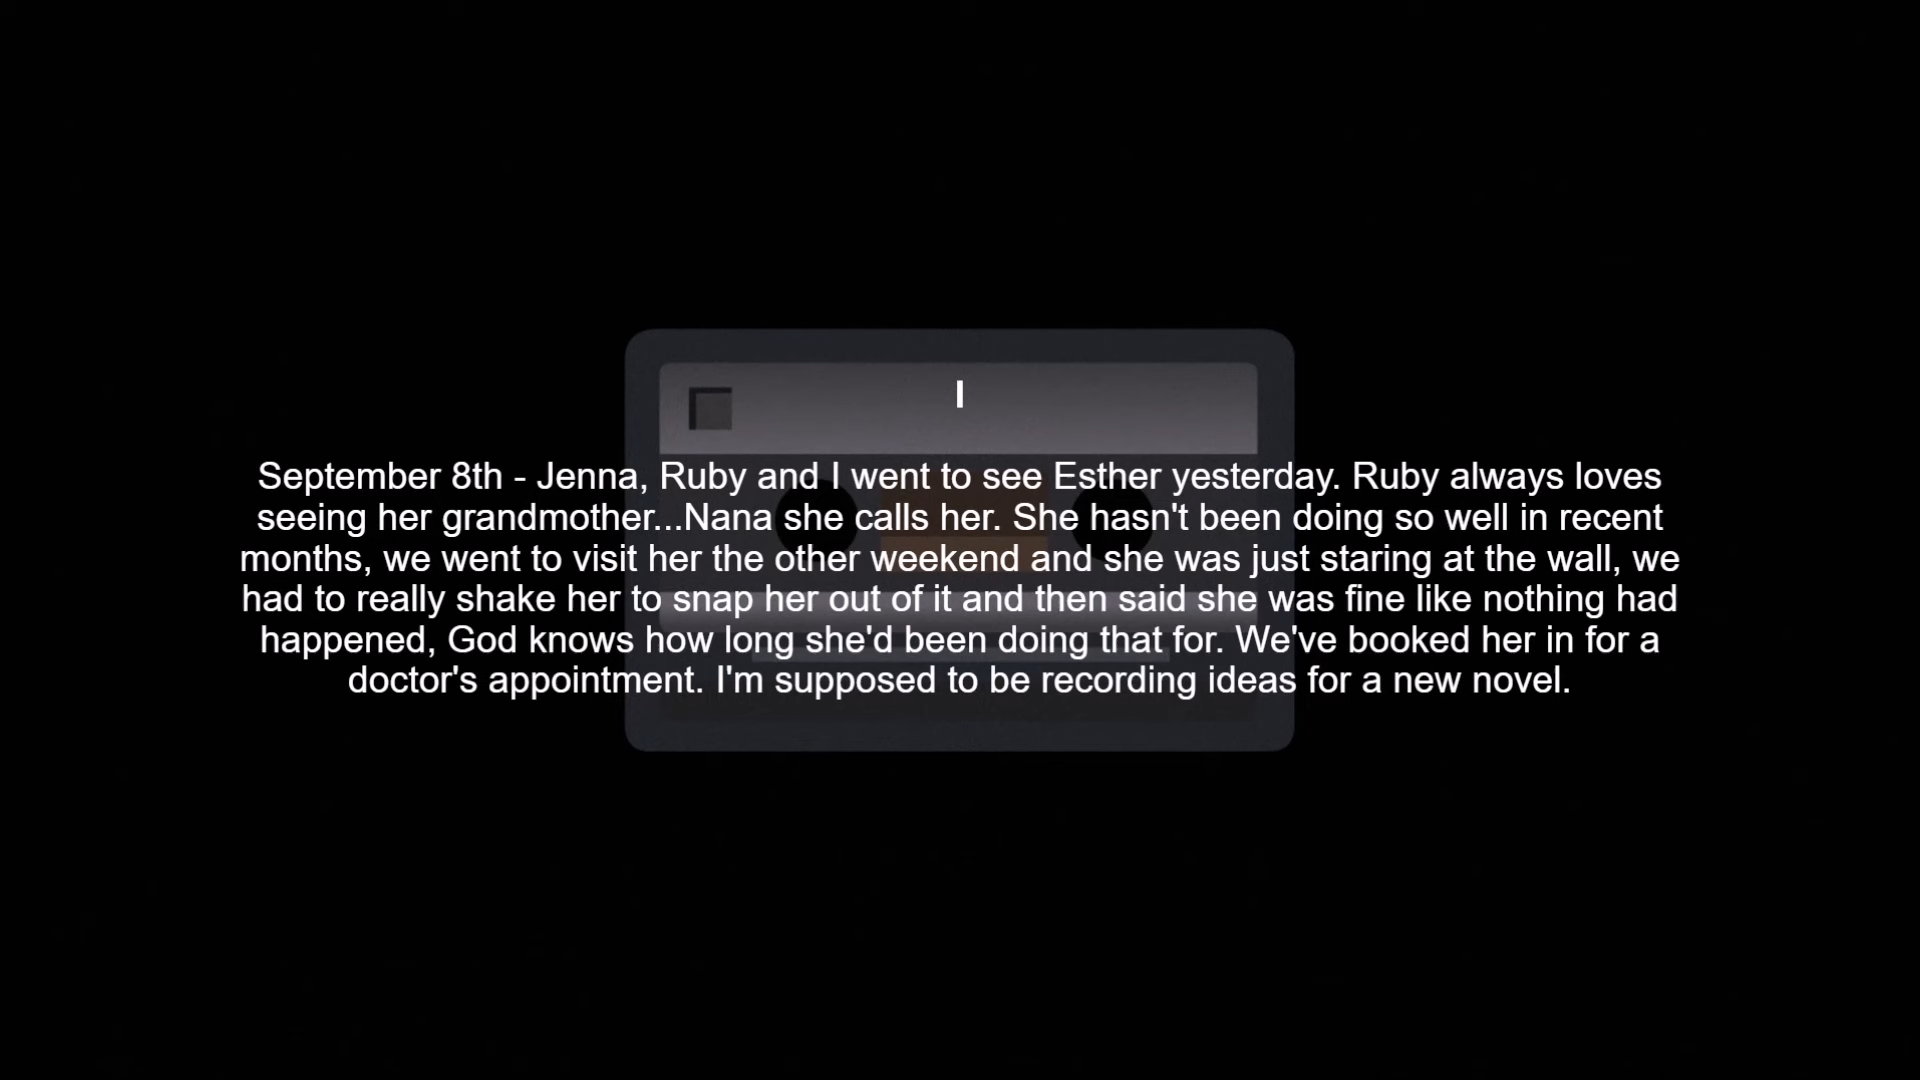 I
September 8th - Jenna, Ruby and I went to see Esther yesterday. Ruby always loves
seeing her grandmother...Nana she calls her. She hasn't been doing so well in recent
months, we went to visit her the other weekend and she was just staring at the wall, we
had to really shake her to snap her out of it and then said she was fine like nothing had
happened, God knows how long she'd been doing that for. We've booked her in for a
doctor's appointment. I'm supposed to be recording ideas for a new novel.